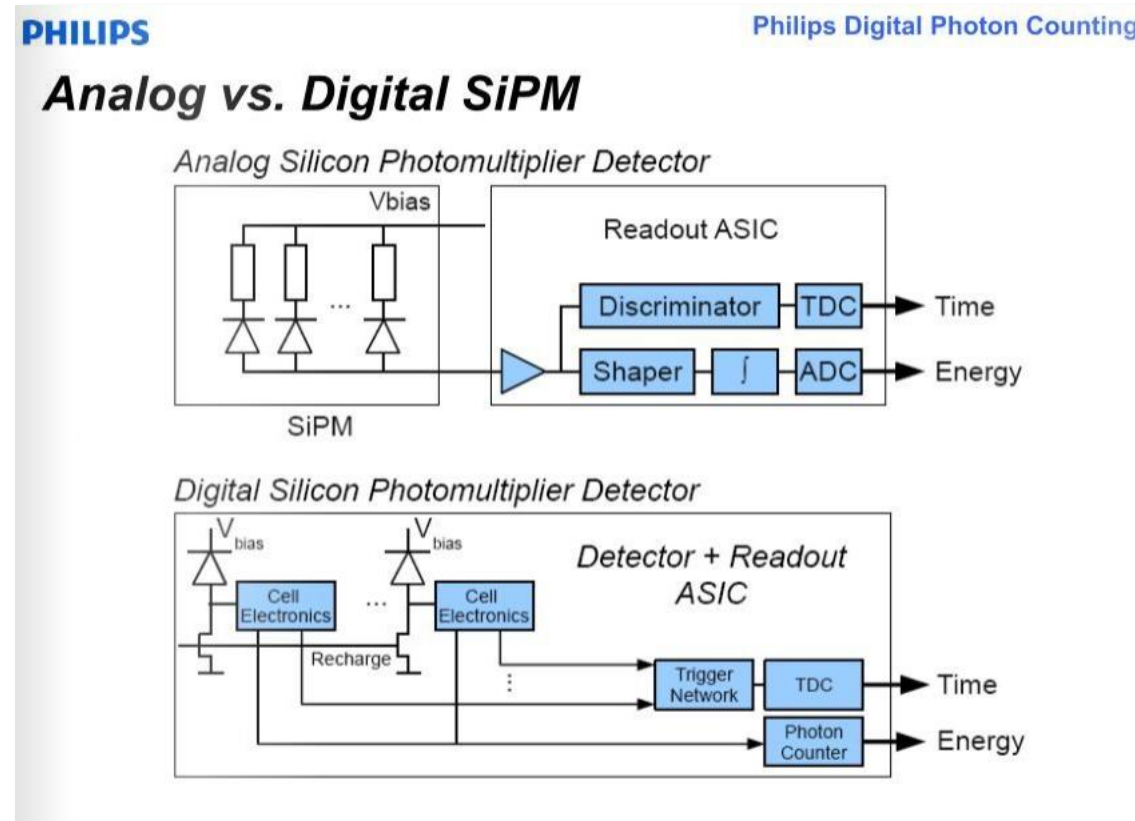 PHILIPS
Philips Digital Photon Counting
Analog vs. Digital SiPM
Analog Silicon Photomultiplier Detector
Vbias
Readout ASIC
...
Discriminator
TDC
Time
Shaper
∫
ADC
Energy
SiPM
Digital Silicon Photomultiplier Detector
Vbias
Vbias
Detector + Readout
ASIC
Cell
Electronics
...
Cell
Electronics
Recharge
⋮
Trigger
Network
TDC
Time
Photon
Counter
Energy